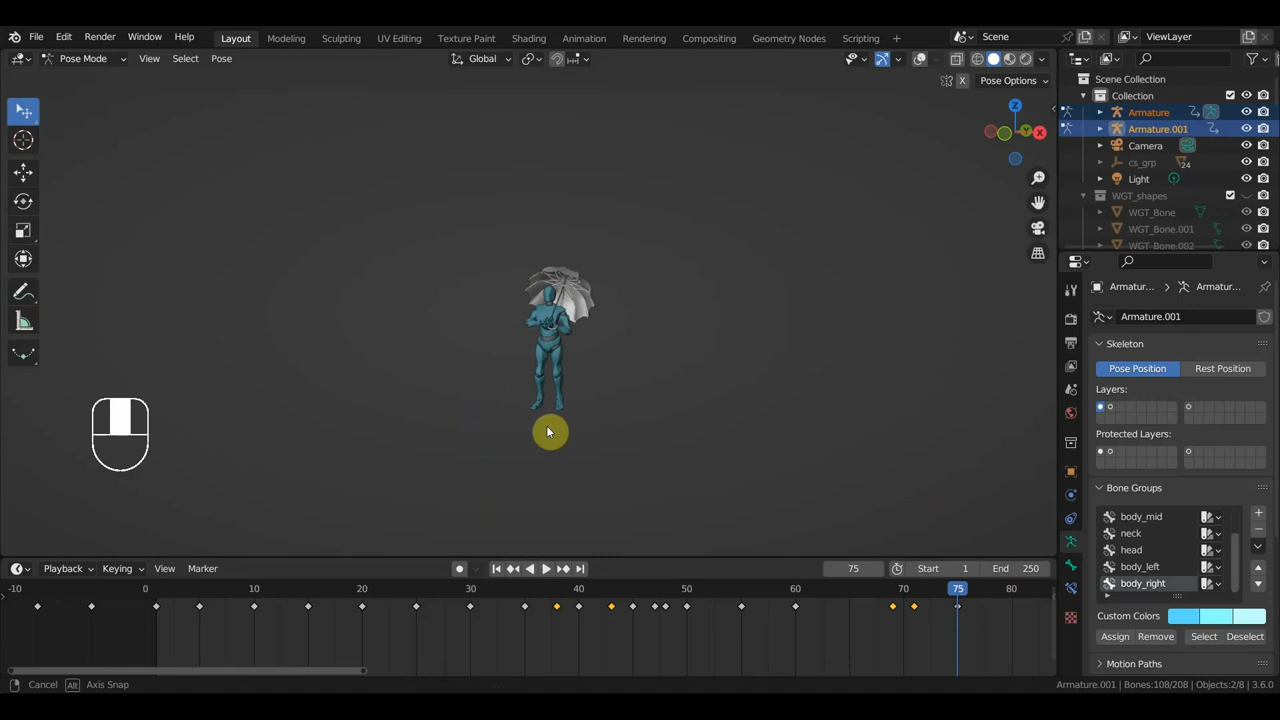 File Edit Render Window Help Layout Modeling Sculpting UV Editing Texture Paint Shading Animation Rendering Compositing Geometry Nodes Scripting + Scene ViewLayer
Pose Mode View Select Pose Global
X Pose Options
Scene Collection
Collection
Armature
Armature.001
Camera
cs_grp 24
Light
WGT_shapes
WGT_Bone
WGT_Bone.001
WGT_Bone.002
Z
Y X
Armatur... > Armatur...
Armature.001
Skeleton
Pose Position Rest Position
Layers:
Protected Layers:
Bone Groups
body_mid
neck
head
body_left
body_right
Custom Colors
Assign Remove Select Deselect
Motion Paths
Playback Keying View Marker 75 Start 1 End 250
-10 0 10 20 30 40 50 60 70 75 80
Cancel Alt Axis Snap Armature.001 | Bones:108/208 | Objects:2/8 | 3.6.0